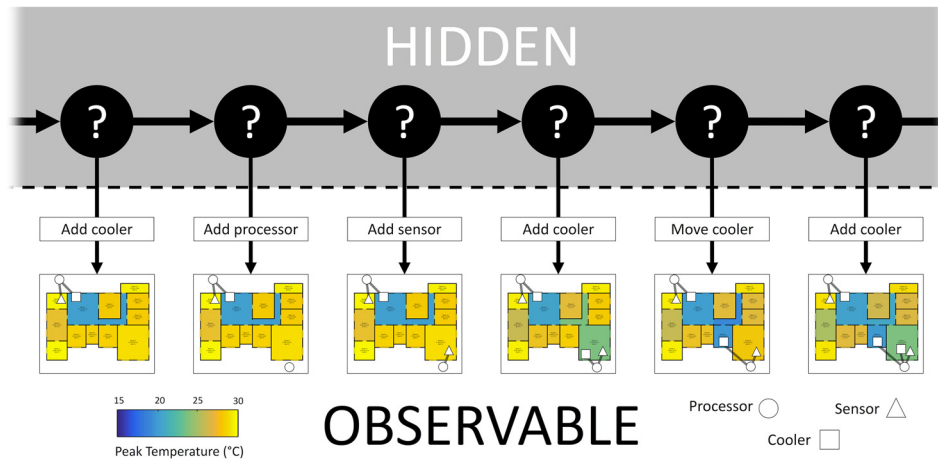 HIDDEN
? ? ? ? ? ?
Add cooler Add processor Add sensor Add cooler Move cooler Add cooler
15 20 25 30
Peak Temperature (°C)
OBSERVABLE
Processor Sensor
Cooler